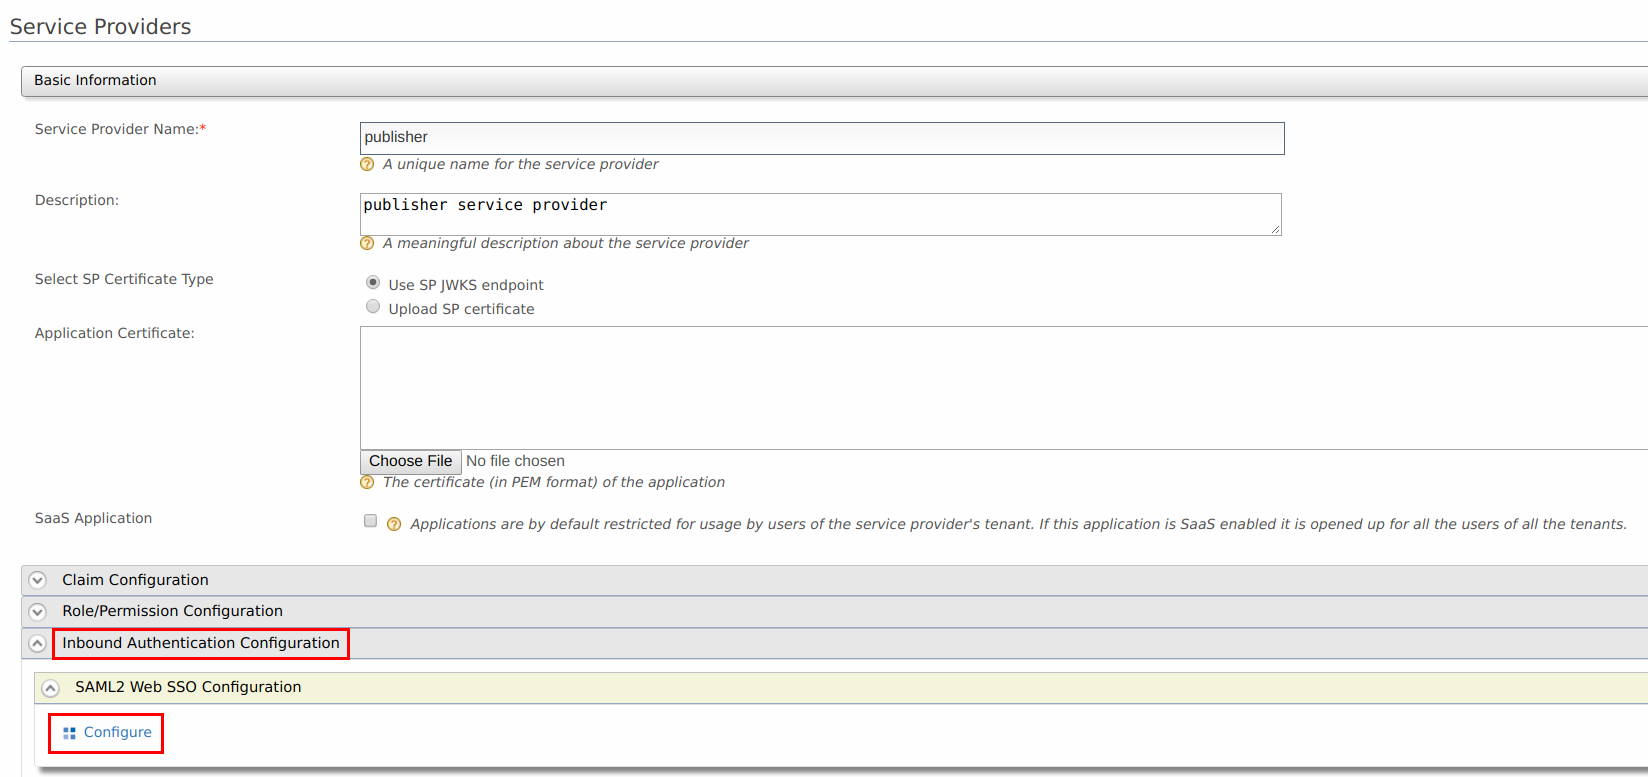 Service Providers
Basic Information
Service Provider Name:*
publisher
? A unique name for the service provider
Description:
publisher service provider
? A meaningful description about the service provider
Select SP Certificate Type
Use SP JWKS endpoint
Upload SP certificate
Application Certificate:
Choose File No file chosen
? The certificate (in PEM format) of the application
SaaS Application
? Applications are by default restricted for usage by users of the service provider's tenant. If this application is SaaS enabled it is opened up for all the users of all the tenants.
Claim Configuration
Role/Permission Configuration
Inbound Authentication Configuration
SAML2 Web SSO Configuration
Configure